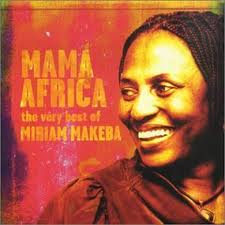 MAMA
AFRICA
the very best of
MIRIAM MAKEBA